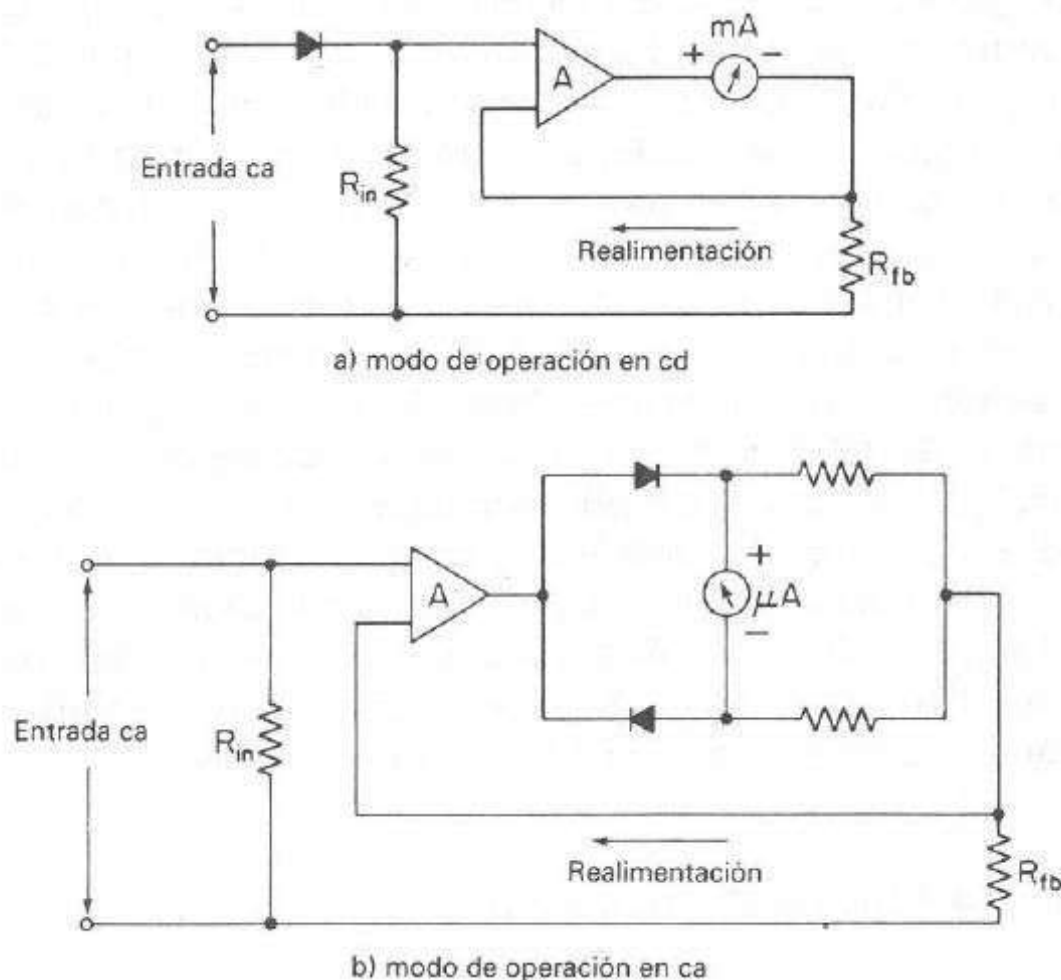 mA
+ −
A
Entrada ca
R_in
Realimentación
R_fb
a) modo de operación en cd
+
A
μA
−
Entrada ca
R_in
Realimentación
R_fb
b) modo de operación en ca